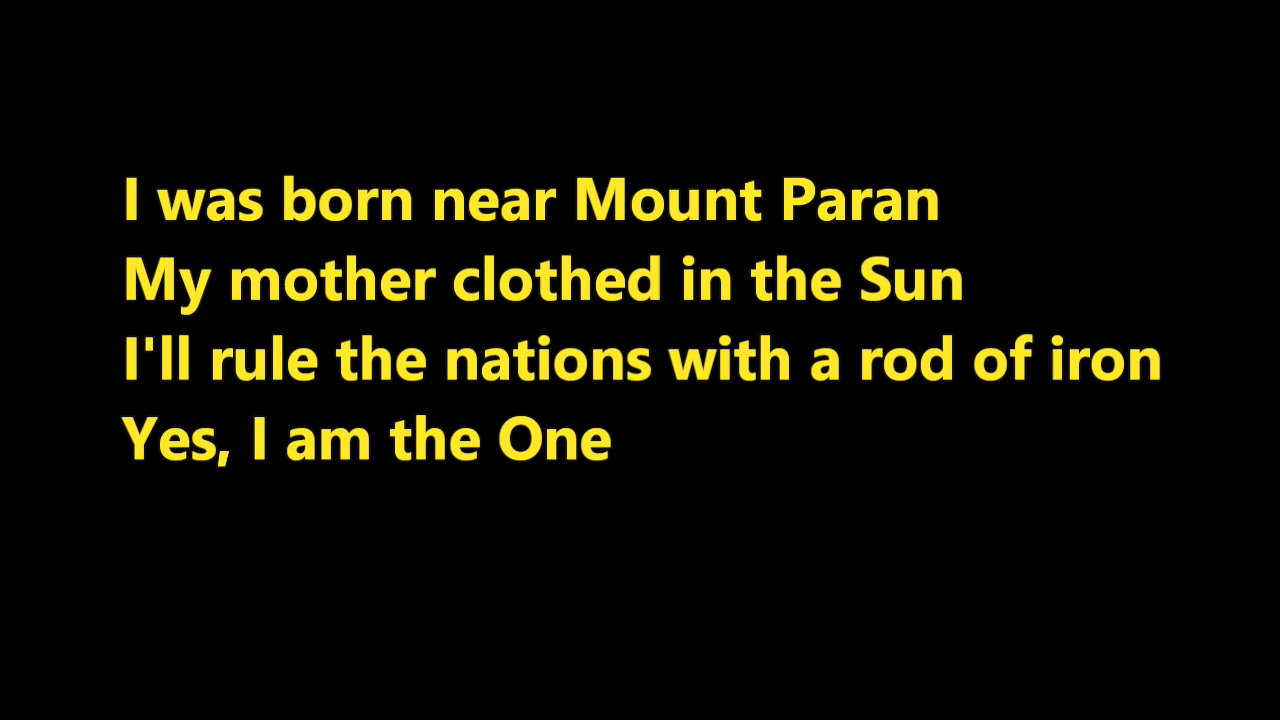 I was born near Mount Paran
My mother clothed in the Sun
I'll rule the nations with a rod of iron
Yes, I am the One